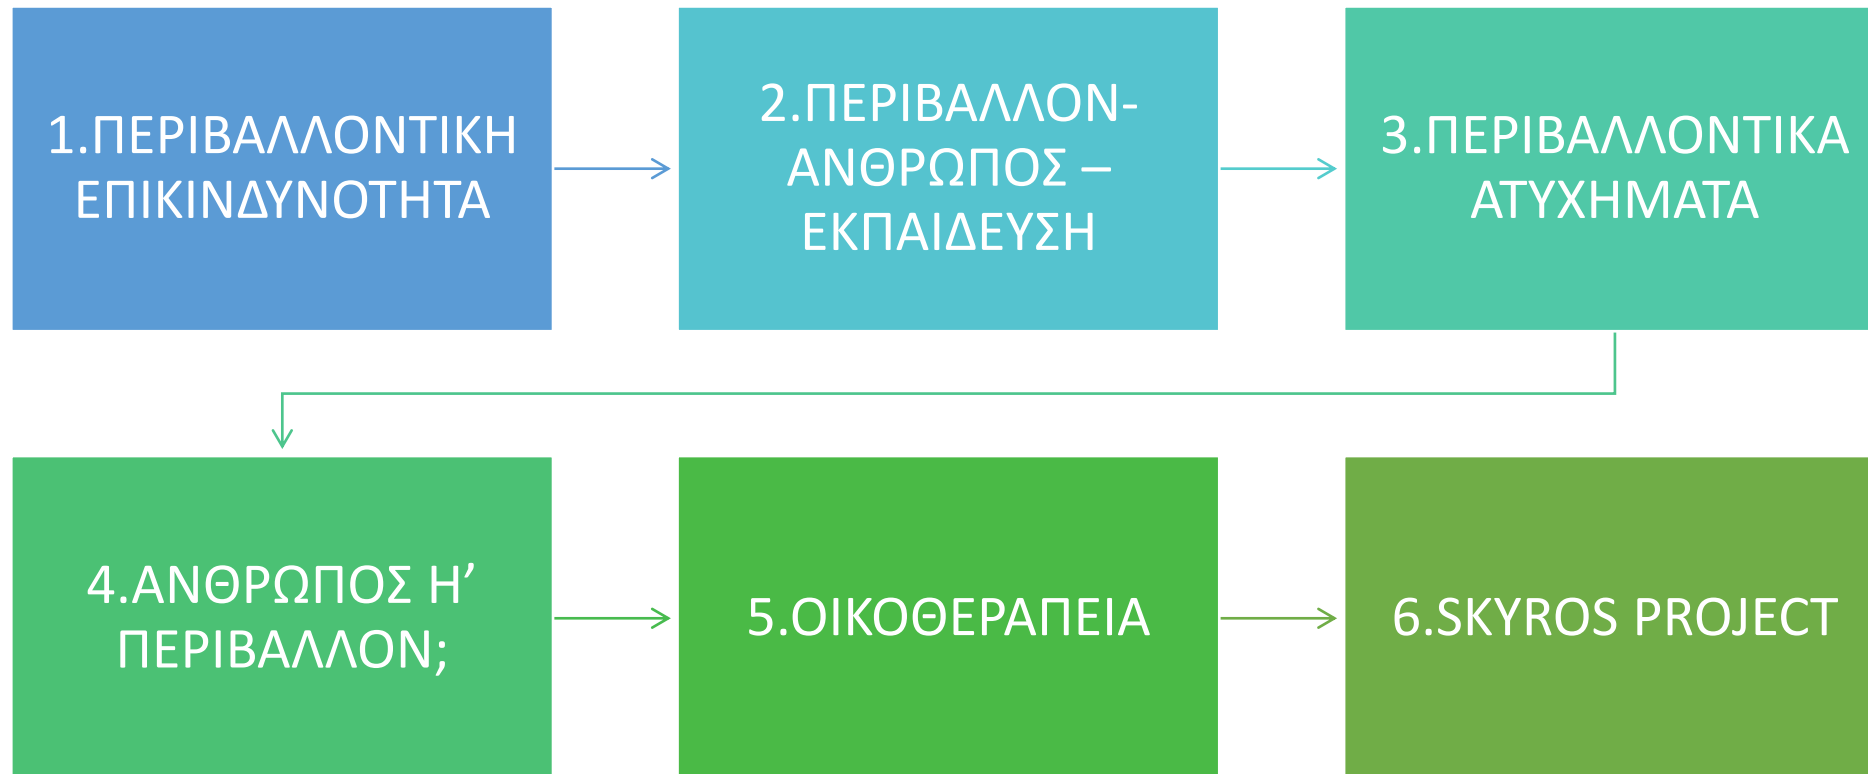 1.ΠΕΡΙΒΑΛΛΟΝΤΙΚΗ
ΕΠΙΚΙΝΔΥΝΟΤΗΤΑ
2.ΠΕΡΙΒΑΛΛΟΝ-
ΑΝΘΡΩΠΟΣ –
ΕΚΠΑΙΔΕΥΣΗ
3.ΠΕΡΙΒΑΛΛΟΝΤΙΚΑ
ΑΤΥΧΗΜΑΤΑ
4.ΑΝΘΡΩΠΟΣ Η’
ΠΕΡΙΒΑΛΛΟΝ;
5.ΟΙΚΟΘΕΡΑΠΕΙΑ
6.SKYROS PROJECT